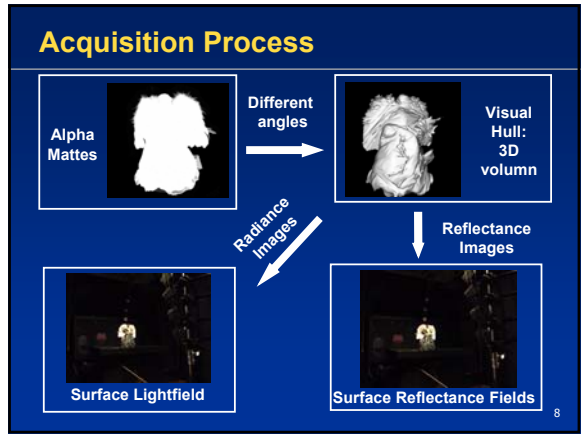 Acquisition Process
Alpha
Mattes
Different
angles
Visual
Hull:
3D
volumn
Radiance
Images
Reflectance
Images
Surface Lightfield
Surface Reflectance Fields
8